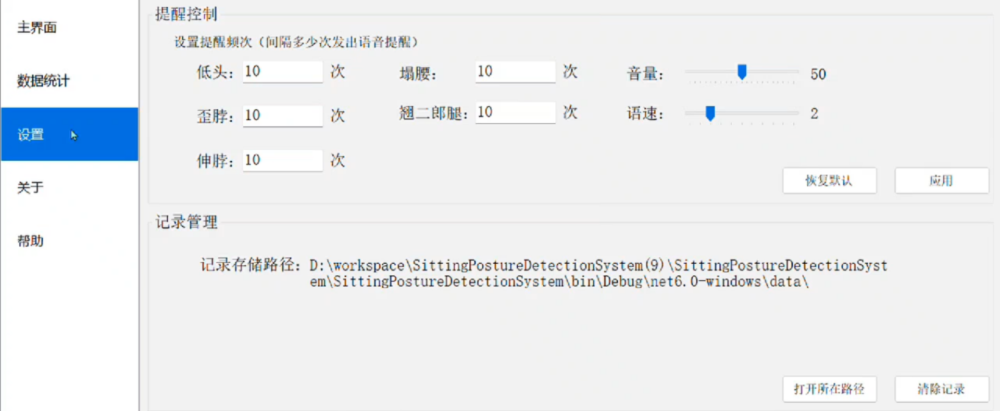 主界面
数据统计
设置
关于
帮助
提醒控制
设置提醒频次（间隔多少次发出语音提醒）
低头： 10 次 塌腰： 10 次 音量： 50
歪脖： 10 次 翘二郎腿： 10 次 语速： 2
伸脖： 10 次
恢复默认 应用
记录管理
记录存储路径：D:\workspace\SittingPostureDetectionSystem(9)\SittingPostureDetectionSyst
em\SittingPostureDetectionSystem\bin\Debug\net6.0-windows\data\
打开所在路径 清除记录